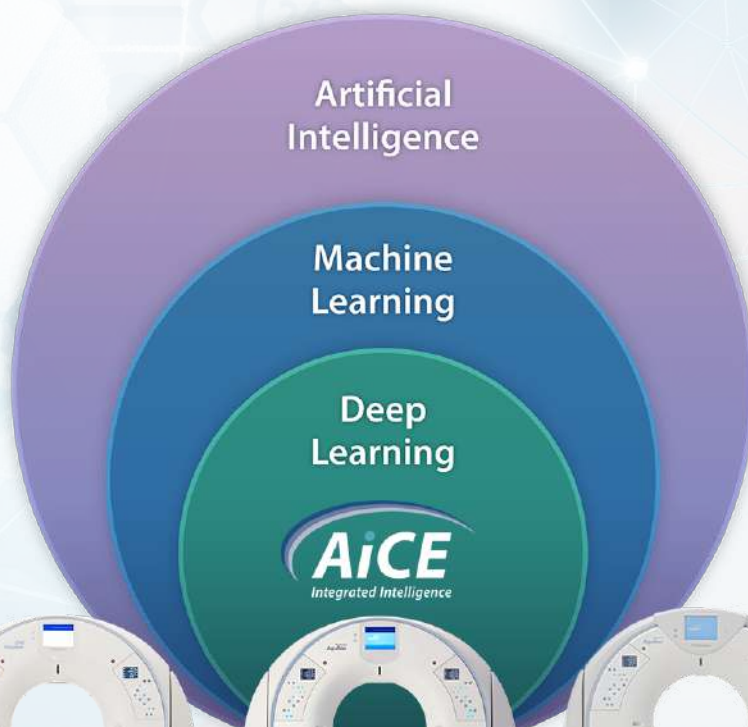 Artificial
Intelligence
Machine
Learning
Deep
Learning
AiCE
Integrated Intelligence